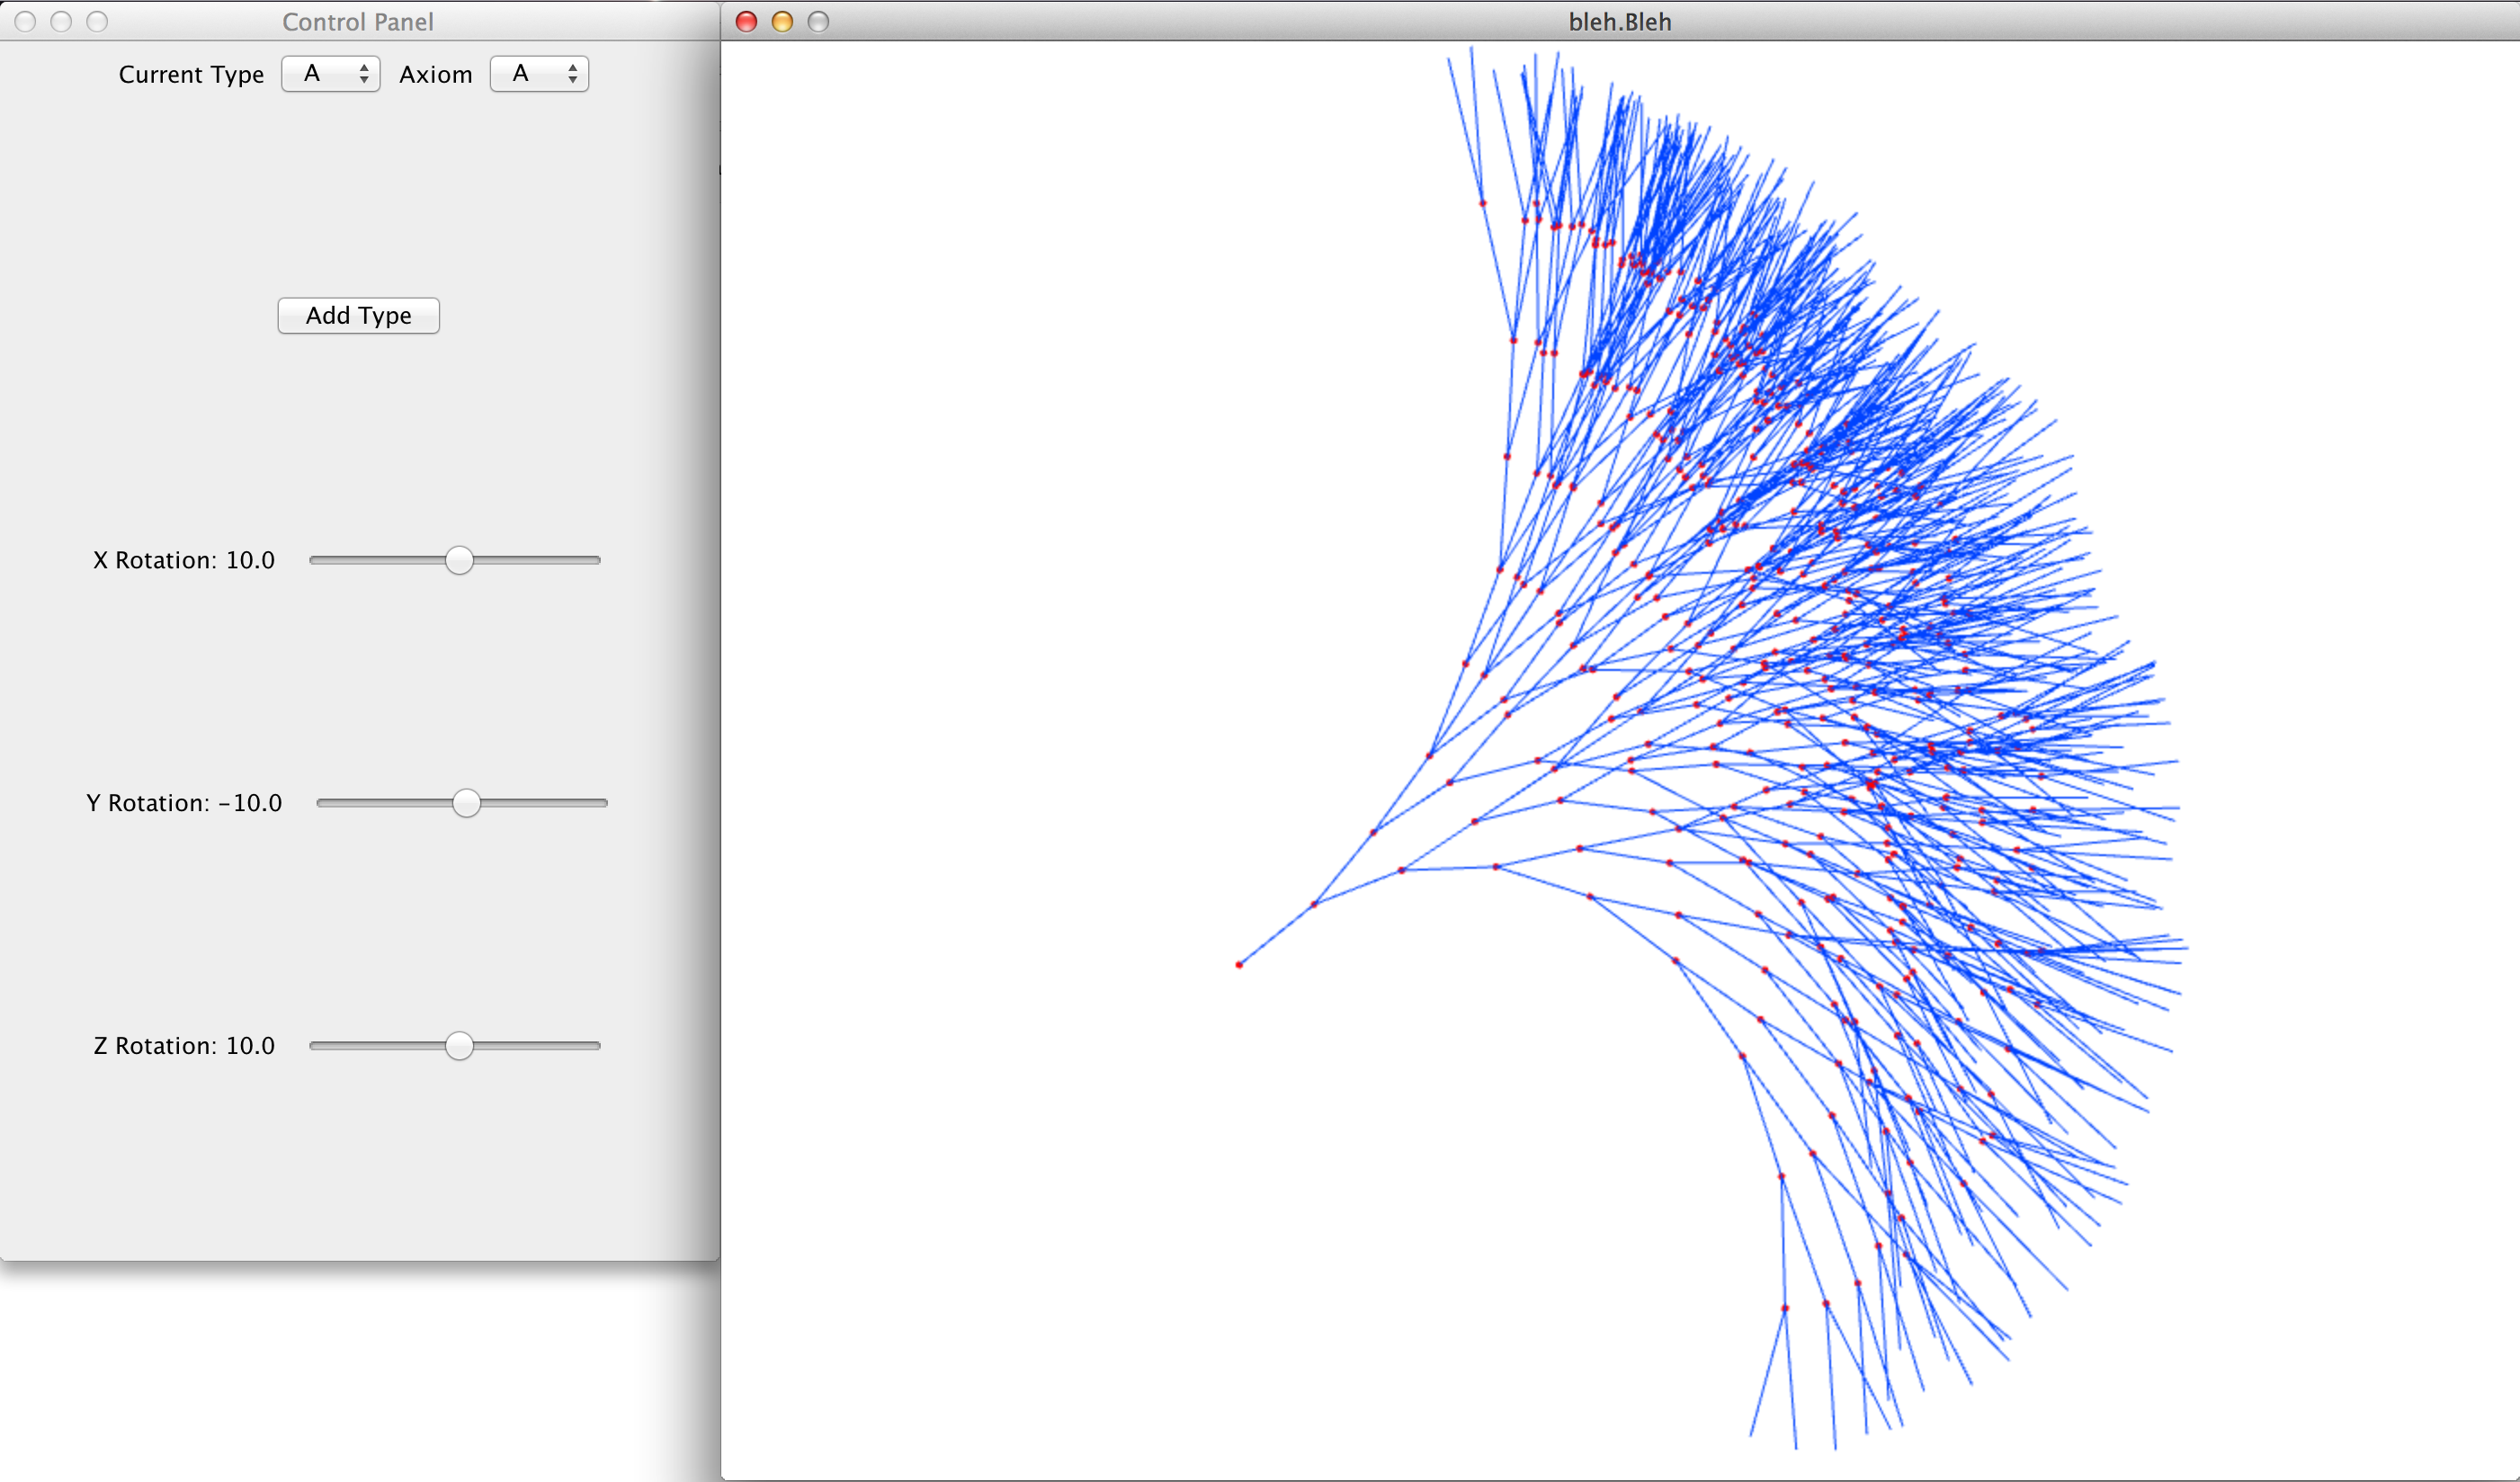 Control Panel
bleh.Bleh
Current Type A Axiom A
Add Type
X Rotation: 10.0
Y Rotation: -10.0
Z Rotation: 10.0